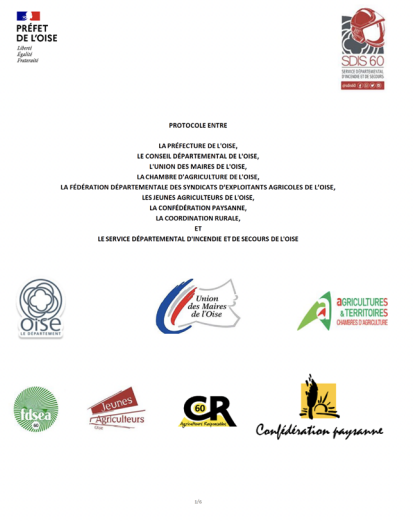 PRÉFET
DE L'OISE
Liberté
Égalité
Fraternité
SDIS 60
SERVICE DÉPARTEMENTAL
D'INCENDIE ET DE SECOURS
PROTOCOLE ENTRE
LA PRÉFECTURE DE L'OISE,
LE CONSEIL DÉPARTEMENTAL DE L'OISE,
L'UNION DES MAIRES DE L'OISE,
LA CHAMBRE D'AGRICULTURE DE L'OISE,
LA FÉDÉRATION DÉPARTEMENTALE DES SYNDICATS D'EXPLOITANTS AGRICOLES DE L'OISE,
LES JEUNES AGRICULTEURS DE L'OISE,
LA CONFÉDÉRATION PAYSANNE,
LA COORDINATION RURALE,
ET
LE SERVICE DÉPARTEMENTAL D'INCENDIE ET DE SECOURS DE L'OISE
oise
LE DÉPARTEMENT
Union
des Maires
de l'Oise
AGRICULTURES
& TERRITOIRES
CHAMBRES D'AGRICULTURE
fdsea
60
Jeunes
Agriculteurs
Oise
CR
60
Confédération paysanne